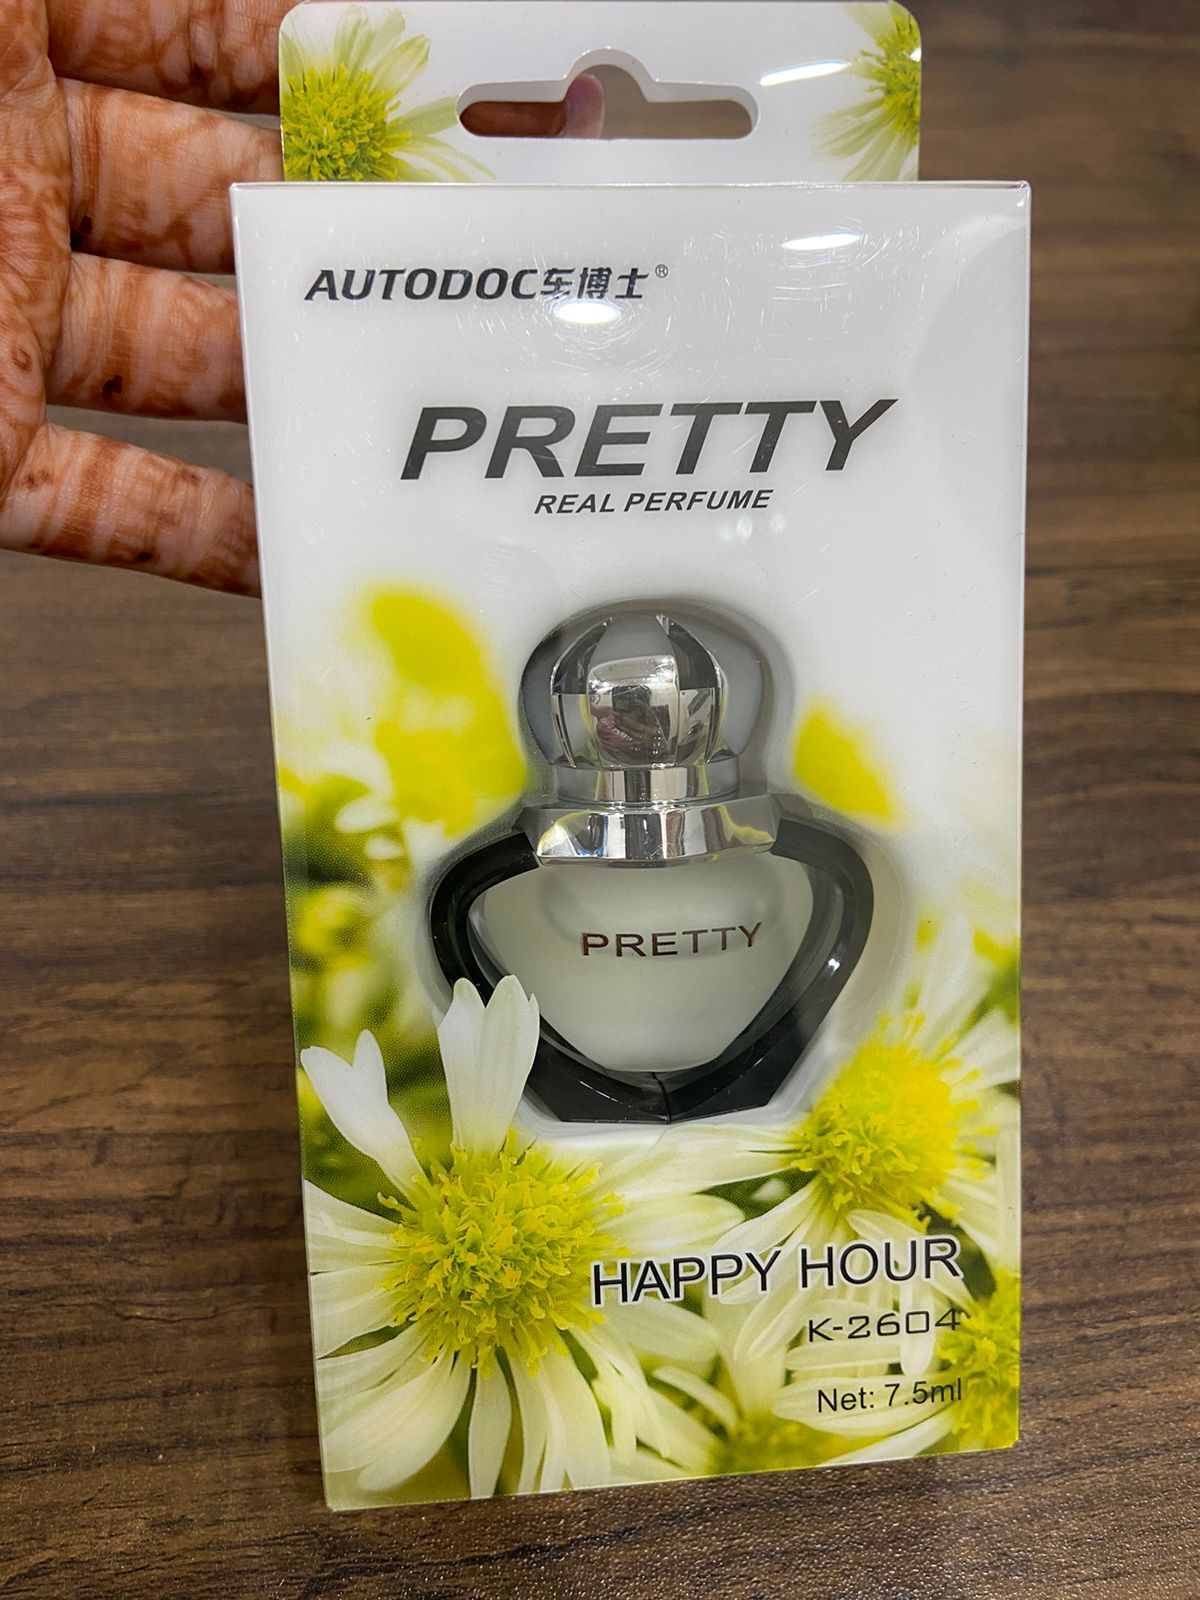 AUTODOC车博士®
PRETTY
REAL PERFUME
PRETTY
HAPPY HOUR
K-2604
Net: 7.5ml